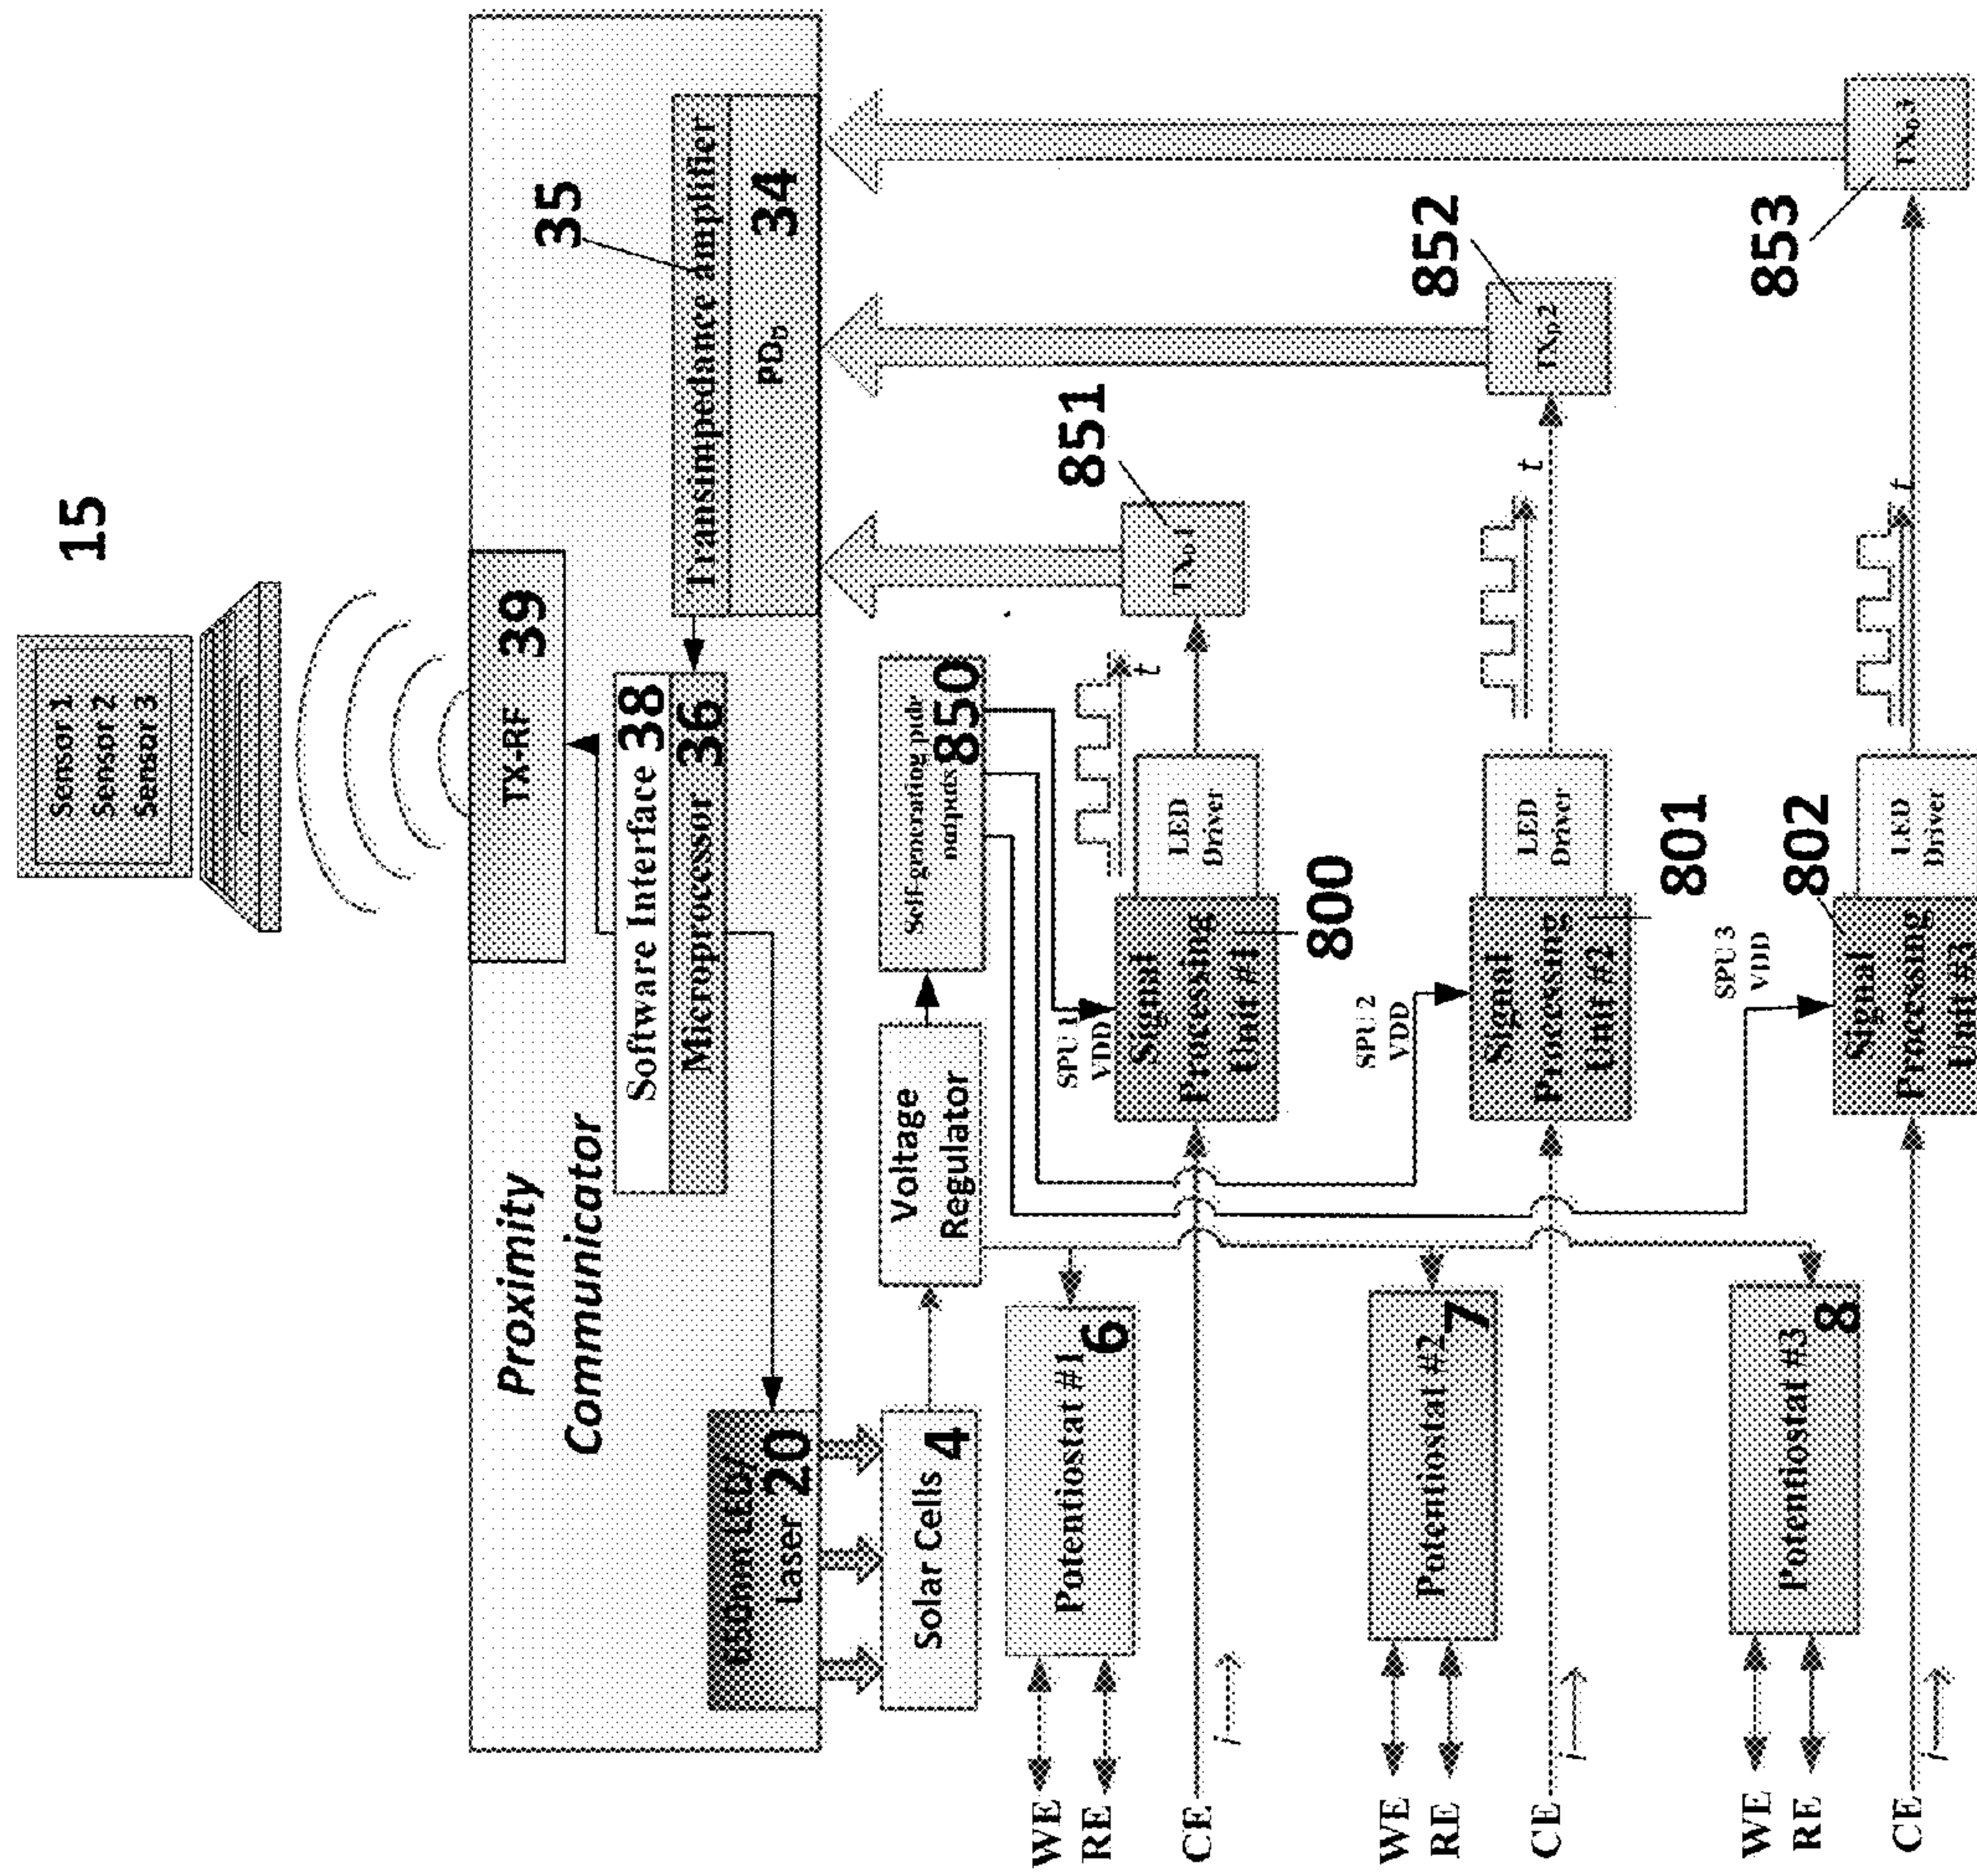 15
Sensor 1
Sensor 2
Sensor 3
Proximity
Communicator
TX-RF 39
Software Interface 38
Microprocessor 36
35
Transimpedance amplifier
PD_D 34
Laser 20
Solar Cells 4
Voltage
Regulator
outputs 850
SPU 1
VDD
Potentiostat #1 6
WE
RE
CE
i
Signal
Processing
Unit #1
800
LED
Driver
t
851
SPU 2
VDD
Potentiostat #2 7
WE
RE
CE
i
Signal
Processing
Unit #2
801
LED
Driver
t
852
SPU 3
VDD
Potentiostat #3 8
WE
RE
CE
i
Signal
Processing
Unit #3
802
LED
Driver
t
853